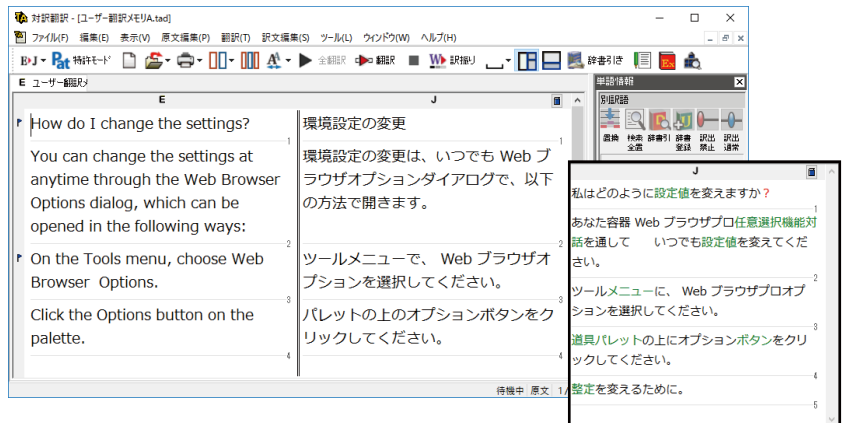 対訳翻訳 - [ユーザー翻訳メモリA.tad]
ファイル(F) 編集(E) 表示(V) 原文編集(P) 翻訳(T) 訳文編集(S) ツール(L) ウインドウ(W) ヘルプ(H)
E›J Pat 特許モード 全翻訳 翻訳 W 訳振り 辞書引き Ex
E ユーザー翻訳メ
単語情報
E J
別訳語
置換 検索全置 辞書引 辞書登録 訳出禁止 訳出通常
How do I change the settings?
環境設定の変更
1 1
You can change the settings at
anytime through the Web Browser
Options dialog, which can be
opened in the following ways:
2
環境設定の変更は、いつでも Web ブ
ラウザオプションダイアログで、以下
の方法で開きます。
2
On the Tools menu, choose Web
Browser Options.
3
ツールメニューで、 Web ブラウザオ
プションを選択してください。
3
Click the Options button on the
palette.
4
パレットの上のオプションボタンをク
リックしてください。
4
待機中 原文 1/
J
私はどのように設定値を変えますか？
1
あなた容器 Web ブラウザプロ任意選択機能対
話を通して いつでも設定値を変えてくだ
さい。
2
ツールメニューに、 Web ブラウザプロオプ
ションを選択してください。
3
道具パレットの上にオプションボタンをクリ
ックしてください。
4
整定を変えるために。
5